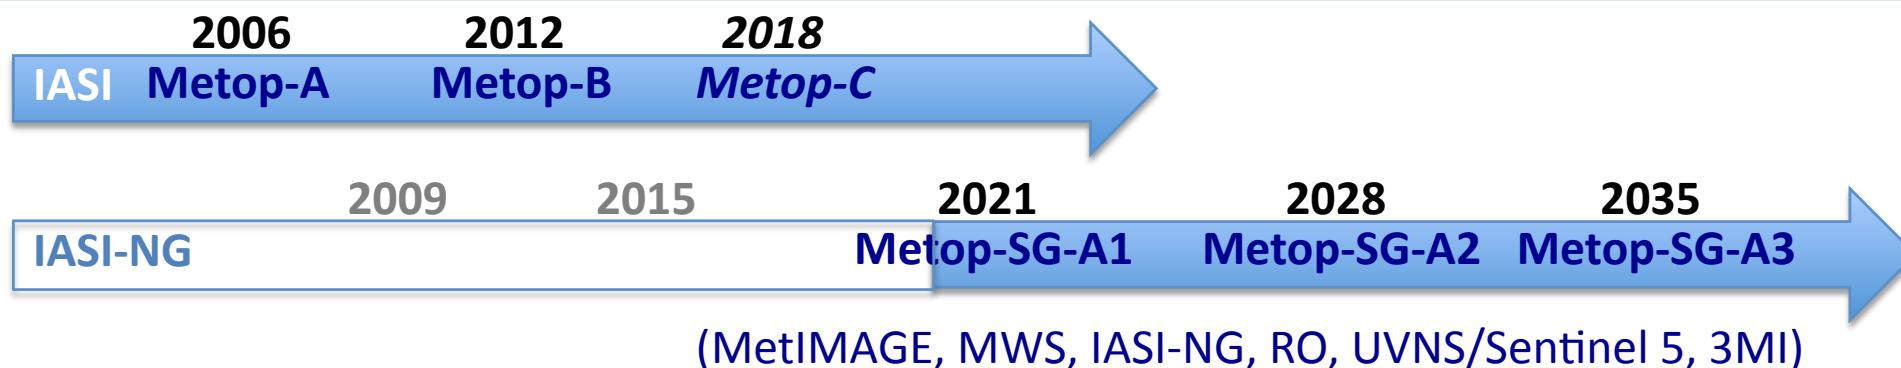 2006 2012 2018
IASI Metop-A Metop-B Metop-C
2009 2015 2021 2028 2035
IASI-NG Metop-SG-A1 Metop-SG-A2 Metop-SG-A3
(MetIMAGE, MWS, IASI-NG, RO, UVNS/Sentinel 5, 3MI)